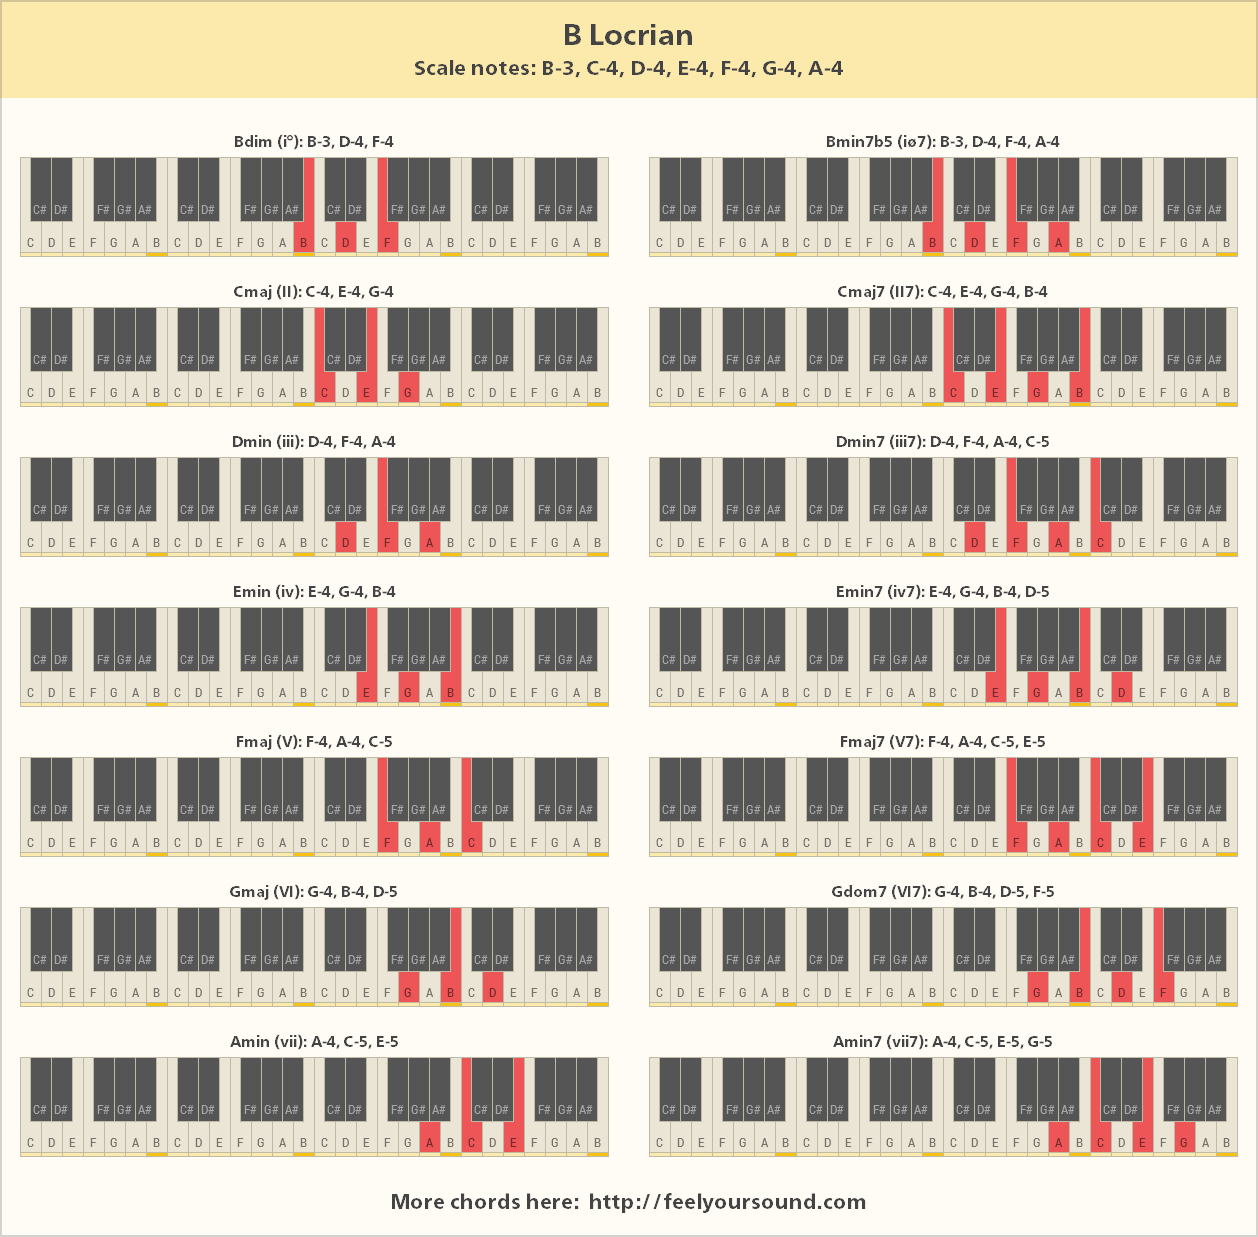 B Locrian
Scale notes: B-3, C-4, D-4, E-4, F-4, G-4, A-4
Bdim (i°): B-3, D-4, F-4
C# D# F# G# A# C# D# F# G# A# C# D# F# G# A# C# D# F# G# A#
C D E F G A B C D E F G A B C D E F G A B C D E F G A B
Bmin7b5 (iø7): B-3, D-4, F-4, A-4
C# D# F# G# A# C# D# F# G# A# C# D# F# G# A# C# D# F# G# A#
C D E F G A B C D E F G A B C D E F G A B C D E F G A B
Cmaj (II): C-4, E-4, G-4
C# D# F# G# A# C# D# F# G# A# C# D# F# G# A# C# D# F# G# A#
C D E F G A B C D E F G A B C D E F G A B C D E F G A B
Cmaj7 (II7): C-4, E-4, G-4, B-4
C# D# F# G# A# C# D# F# G# A# C# D# F# G# A# C# D# F# G# A#
C D E F G A B C D E F G A B C D E F G A B C D E F G A B
Dmin (iii): D-4, F-4, A-4
C# D# F# G# A# C# D# F# G# A# C# D# F# G# A# C# D# F# G# A#
C D E F G A B C D E F G A B C D E F G A B C D E F G A B
Dmin7 (iii7): D-4, F-4, A-4, C-5
C# D# F# G# A# C# D# F# G# A# C# D# F# G# A# C# D# F# G# A#
C D E F G A B C D E F G A B C D E F G A B C D E F G A B
Emin (iv): E-4, G-4, B-4
C# D# F# G# A# C# D# F# G# A# C# D# F# G# A# C# D# F# G# A#
C D E F G A B C D E F G A B C D E F G A B C D E F G A B
Emin7 (iv7): E-4, G-4, B-4, D-5
C# D# F# G# A# C# D# F# G# A# C# D# F# G# A# C# D# F# G# A#
C D E F G A B C D E F G A B C D E F G A B C D E F G A B
Fmaj (V): F-4, A-4, C-5
C# D# F# G# A# C# D# F# G# A# C# D# F# G# A# C# D# F# G# A#
C D E F G A B C D E F G A B C D E F G A B C D E F G A B
Fmaj7 (V7): F-4, A-4, C-5, E-5
C# D# F# G# A# C# D# F# G# A# C# D# F# G# A# C# D# F# G# A#
C D E F G A B C D E F G A B C D E F G A B C D E F G A B
Gmaj (VI): G-4, B-4, D-5
C# D# F# G# A# C# D# F# G# A# C# D# F# G# A# C# D# F# G# A#
C D E F G A B C D E F G A B C D E F G A B C D E F G A B
Gdom7 (VI7): G-4, B-4, D-5, F-5
C# D# F# G# A# C# D# F# G# A# C# D# F# G# A# C# D# F# G# A#
C D E F G A B C D E F G A B C D E F G A B C D E F G A B
Amin (vii): A-4, C-5, E-5
C# D# F# G# A# C# D# F# G# A# C# D# F# G# A# C# D# F# G# A#
C D E F G A B C D E F G A B C D E F G A B C D E F G A B
Amin7 (vii7): A-4, C-5, E-5, G-5
C# D# F# G# A# C# D# F# G# A# C# D# F# G# A# C# D# F# G# A#
C D E F G A B C D E F G A B C D E F G A B C D E F G A B
More chords here: http://feelyoursound.com